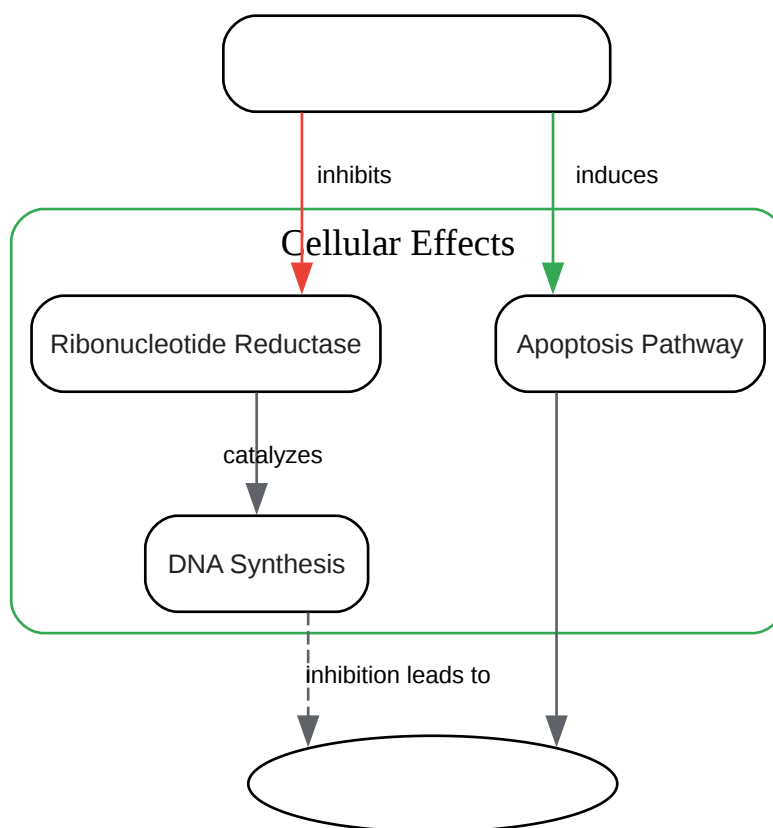 inhibits
induces
Cellular Effects
Ribonucleotide Reductase
Apoptosis Pathway
catalyzes
DNA Synthesis
inhibition leads to